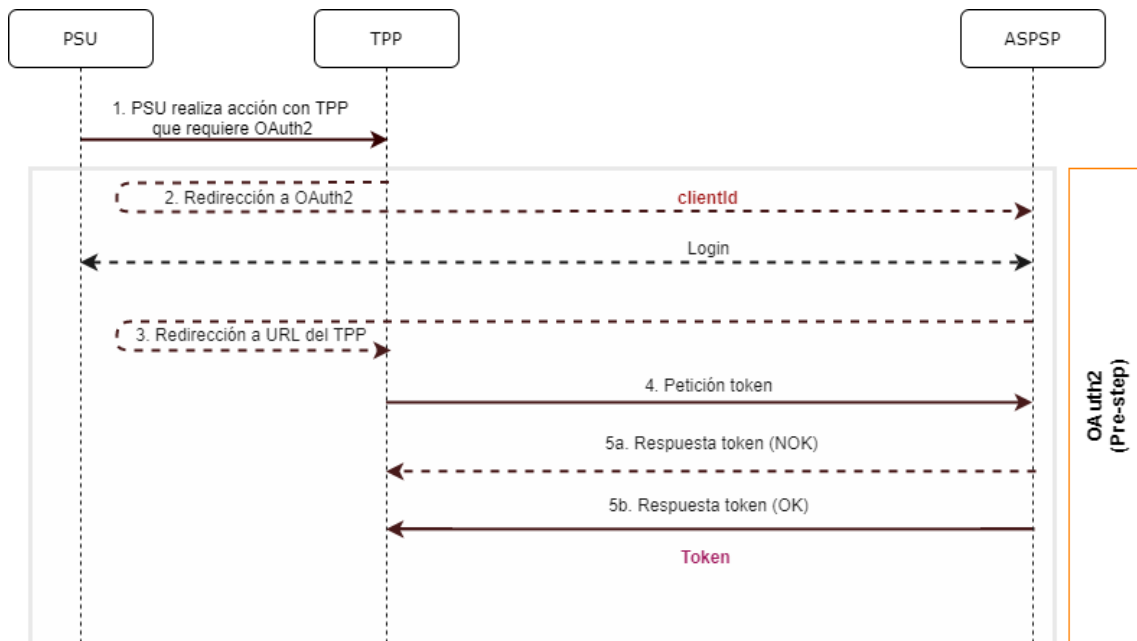 PSU
TPP
ASPSP
1. PSU realiza acción con TPP
que requiere OAuth2
2. Redirección a OAuth2
clientId
Login
3. Redirección a URL del TPP
4. Petición token
5a. Respuesta token (NOK)
5b. Respuesta token (OK)
Token
OAuth2
(Pre-step)